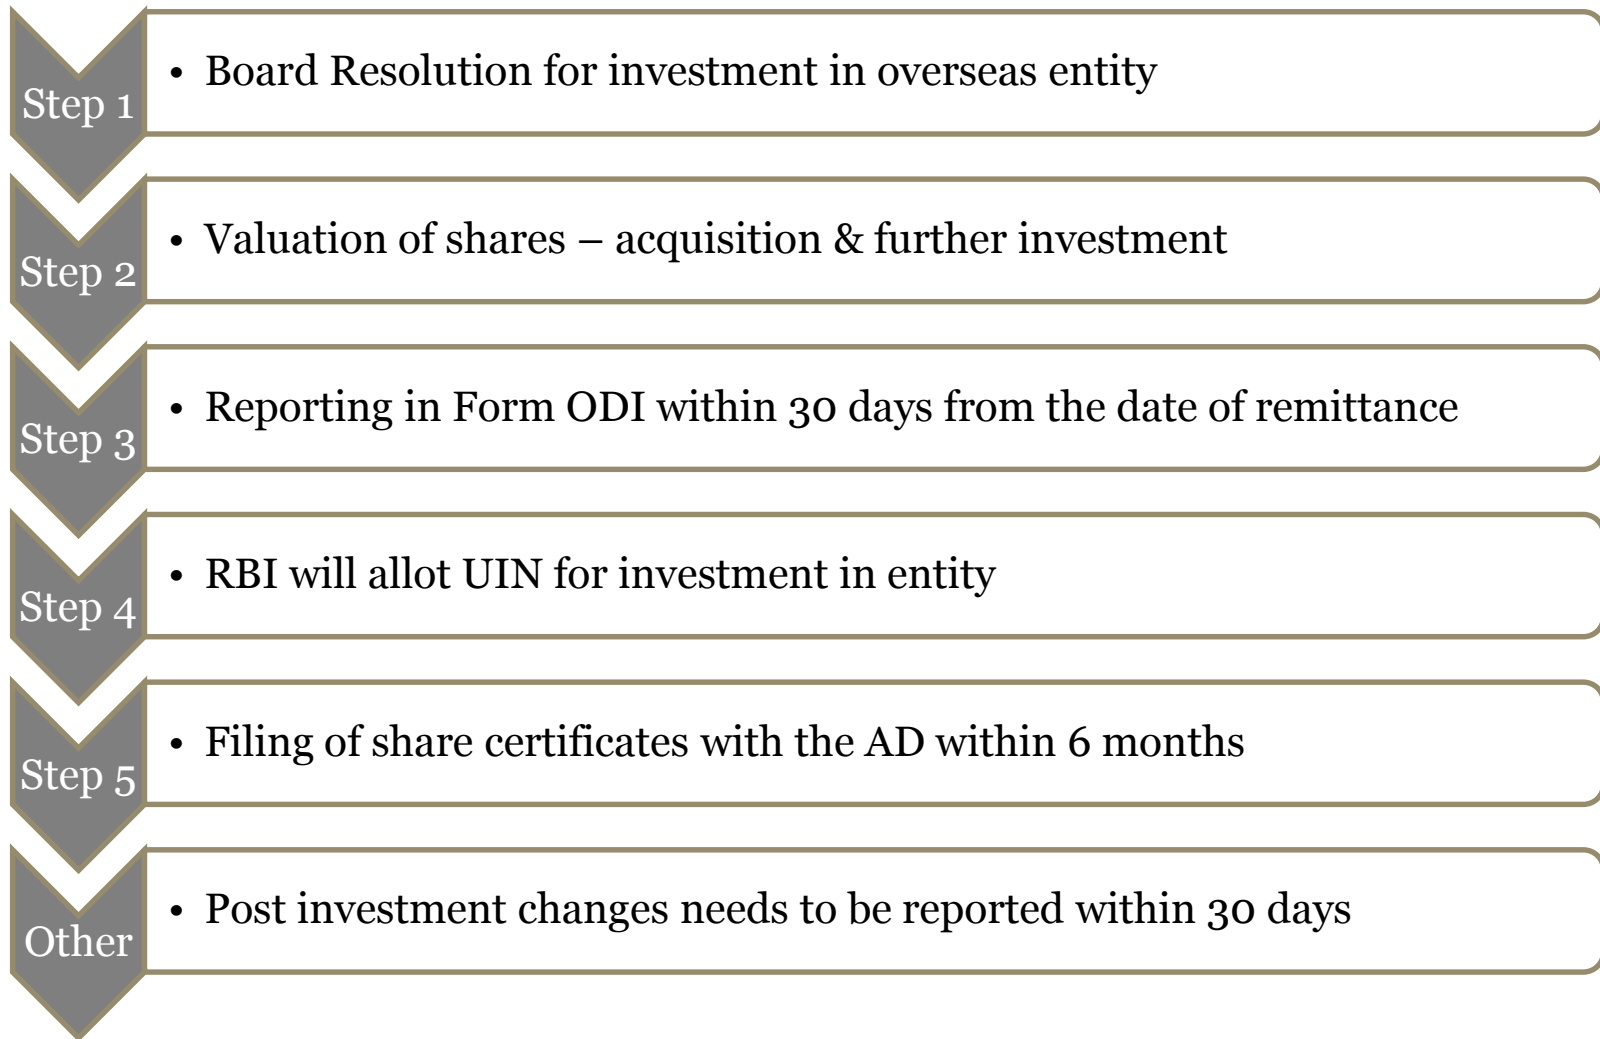 Step 1
• Board Resolution for investment in overseas entity
Step 2
• Valuation of shares – acquisition & further investment
Step 3
• Reporting in Form ODI within 30 days from the date of remittance
Step 4
• RBI will allot UIN for investment in entity
Step 5
• Filing of share certificates with the AD within 6 months
Other
• Post investment changes needs to be reported within 30 days